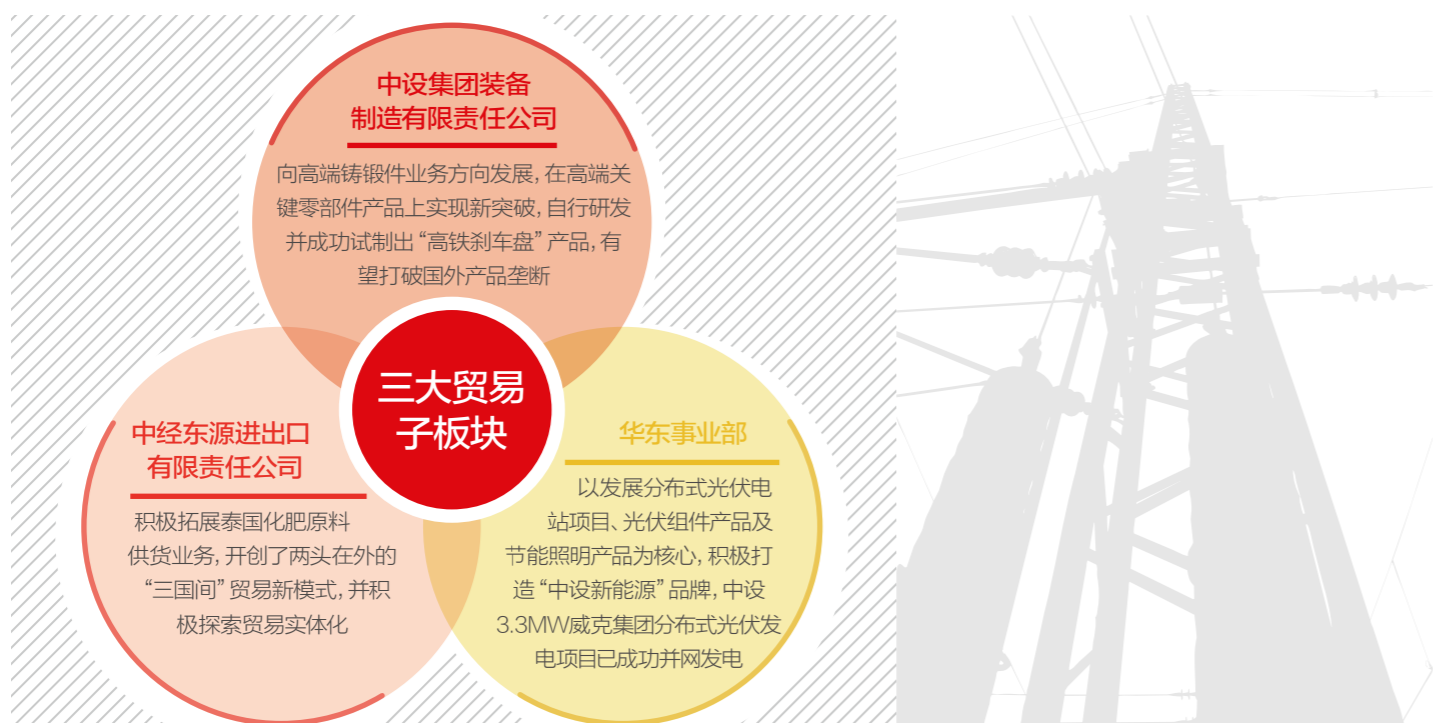 中设集团装备
制造有限责任公司
向高端铸锻件业务方向发展，在高端关
键零部件产品上实现新突破，自行研发
并成功试制出“高铁刹车盘”产品，有
望打破国外产品垄断
三大贸易
子板块
中经东源进出口
有限责任公司
积极拓展泰国化肥原料
供货业务，开创了两头在外的
“三国间”贸易新模式，并积
极探索贸易实体化
华东事业部
以发展分布式光伏电
站项目、光伏组件产品及
节能照明产品为核心，积极打
造“中设新能源”品牌，中设
3.3MW威克集团分布式光伏发
电项目已成功并网发电